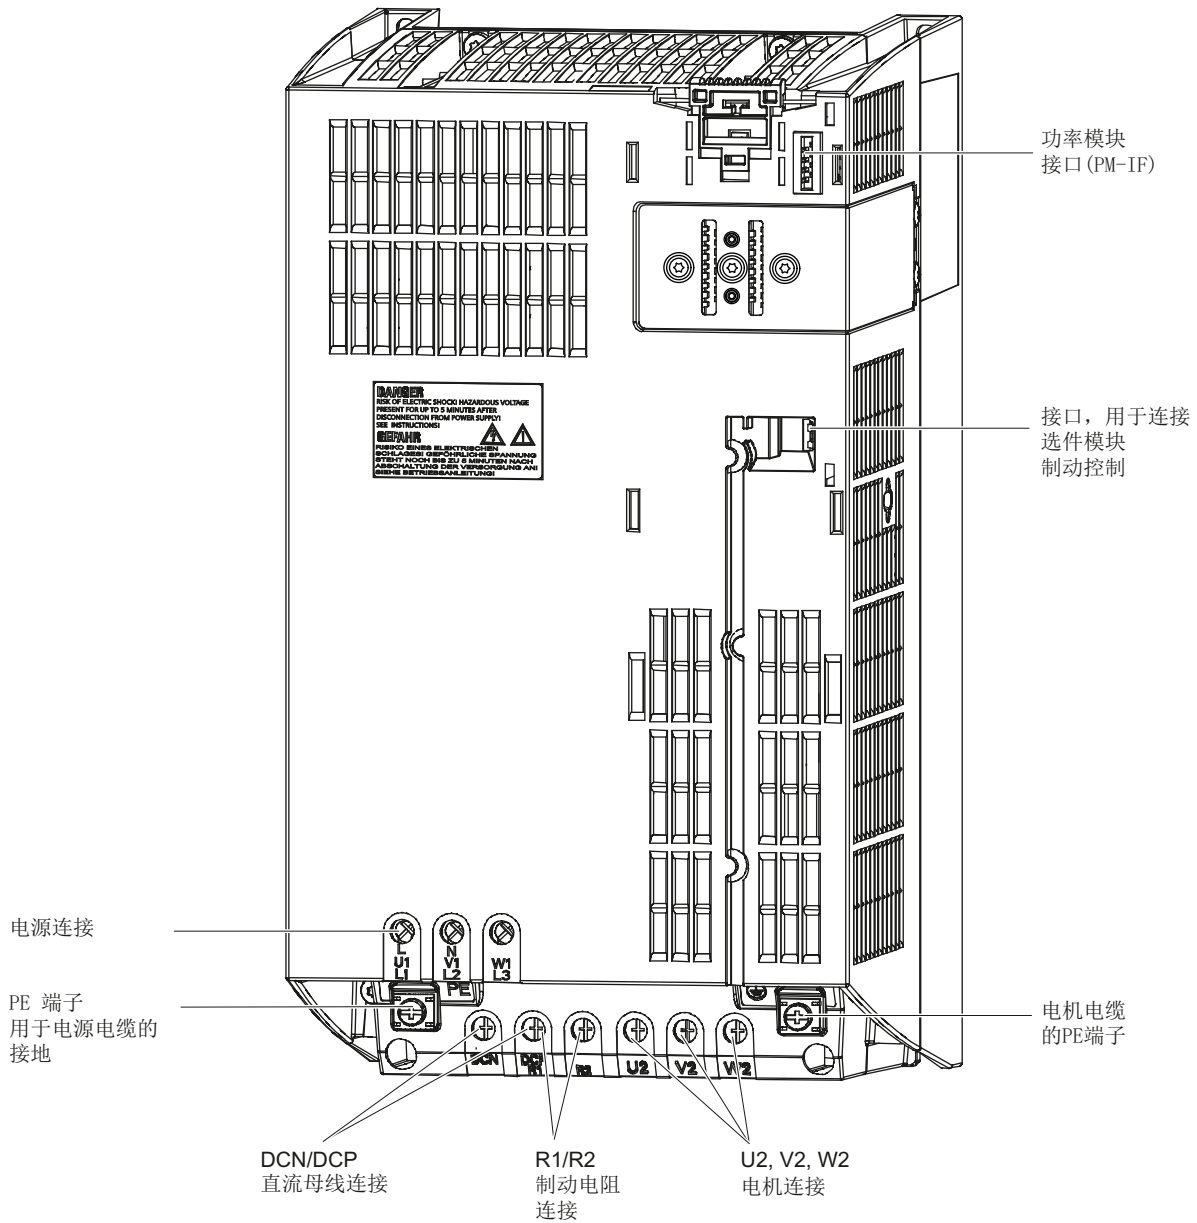 功率模块
接口(PM-IF)
DANGER
RISK OF ELECTRIC SHOCK! HAZARDOUS VOLTAGE
PRESENT FOR UP TO 5 MINUTES AFTER
DISCONNECTION FROM POWER SUPPLY!
SEE INSTRUCTIONS!
GEFAHR
RISIKO EINES ELEKTRISCHEN
SCHLAGES! GEFÖHRLICHE SPANNUNG
STEHT NOCH BIS ZU 5 MINUTEN NACH
ABSCHALTUNG DER VERSORGUNG AN!
SIEHE BETRIEBSANLEITUNG!
接口，用于连接
选件模块
制动控制
电源连接
L
U1
L1
N
V1
L2
W1
L3
PE
PE 端子
用于电源电缆的
接地
电机电缆
的PE端子
DCN
DCP
R1
R2
U2
V2
W2
DCN/DCP
直流母线连接
R1/R2
制动电阻
连接
U2, V2, W2
电机连接